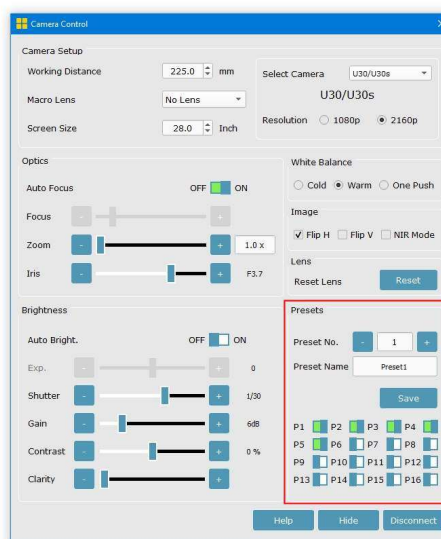 Camera Control
Camera Setup
Working Distance 225.0 mm
Macro Lens No Lens
Screen Size 28.0 Inch
Select Camera U30/U30s
U30/U30s
Resolution 1080p 2160p
Optics
Auto Focus OFF ON
Focus - +
Zoom - + 1.0 x
Iris - + F3.7
White Balance
Cold Warm One Push
Image
Flip H Flip V NIR Mode
Lens
Reset Lens Reset
Brightness
Auto Bright. OFF ON
Exp. - + 0
Shutter - + 1/30
Gain - + 6dB
Contrast - + 0 %
Clarity - +
Presets
Preset No. - 1 +
Preset Name Preset1
Save
P1 P2 P3 P4
P5 P6 P7 P8
P9 P10 P11 P12
P13 P14 P15 P16
Help Hide Disconnect